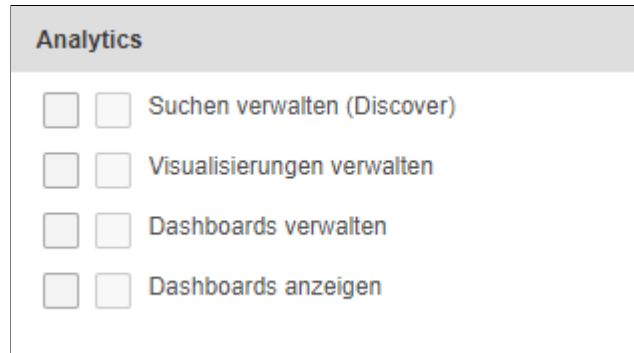 Analytics
Suchen verwalten (Discover)
Visualisierungen verwalten
Dashboards verwalten
Dashboards anzeigen